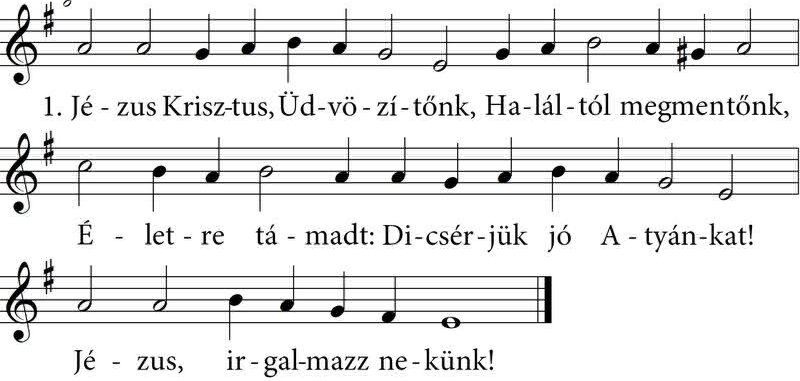 1. Jé - zus Krisz-tus, Üd-vö - zí-tőnk, Ha-lál-tól megmentőnk,
É - let - re tá - madt: Di-csér-jük jó A - tyán-kat!
Jé - zus, ir-gal-mazz ne-künk!